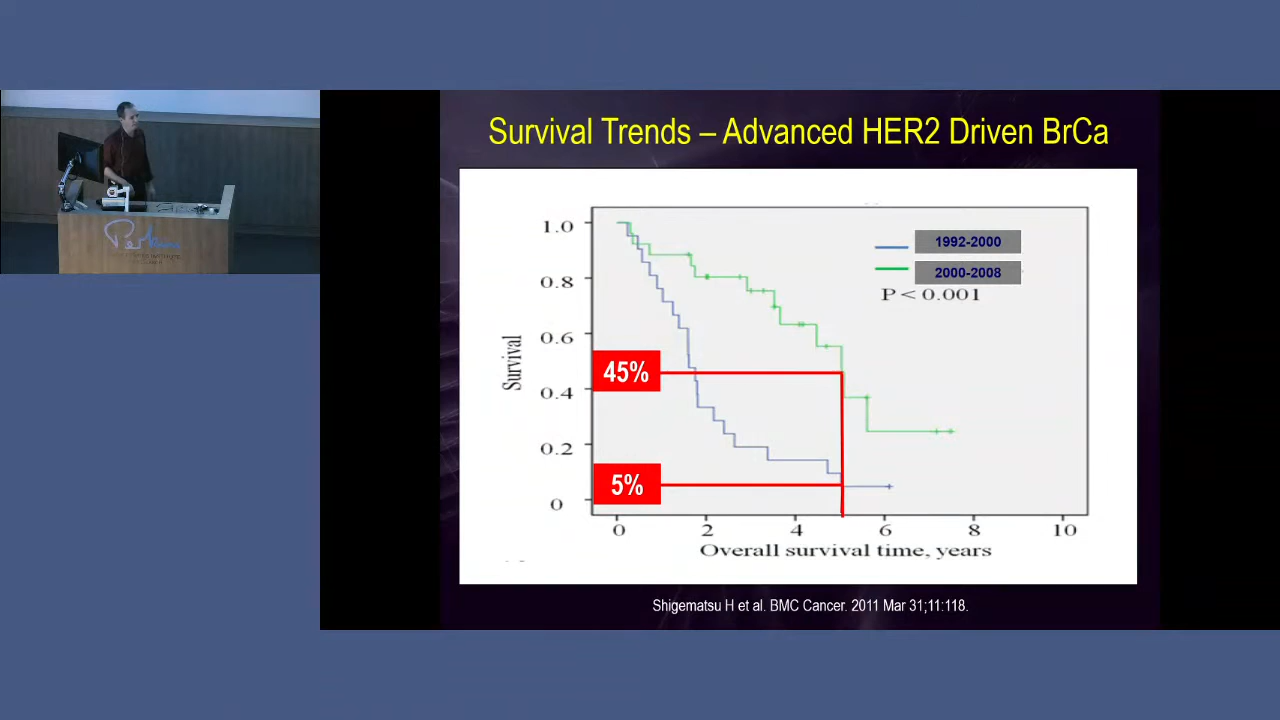 Survival Trends – Advanced HER2 Driven BrCa
1.0
0.8
0.6
0.4
0.2
0
Survival
45%
5%
1992-2000
2000-2008
P < 0.001
0 2 4 6 8 10
Overall survival time, years
Shigematsu H et al. BMC Cancer. 2011 Mar 31;11:118.